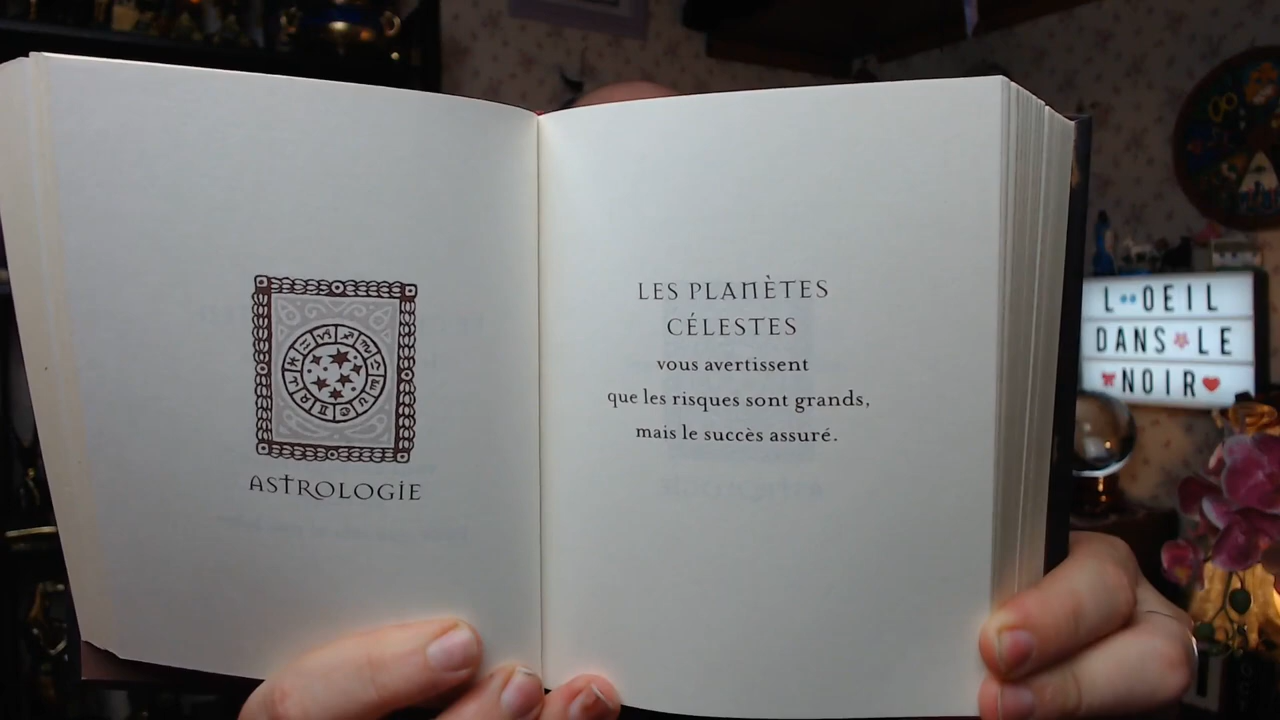 ASTROLOGIE
LES PLANÈTES
CÉLESTES
vous avertissent
que les risques sont grands,
mais le succès assuré.
L OEIL
DANS LE
NOIR